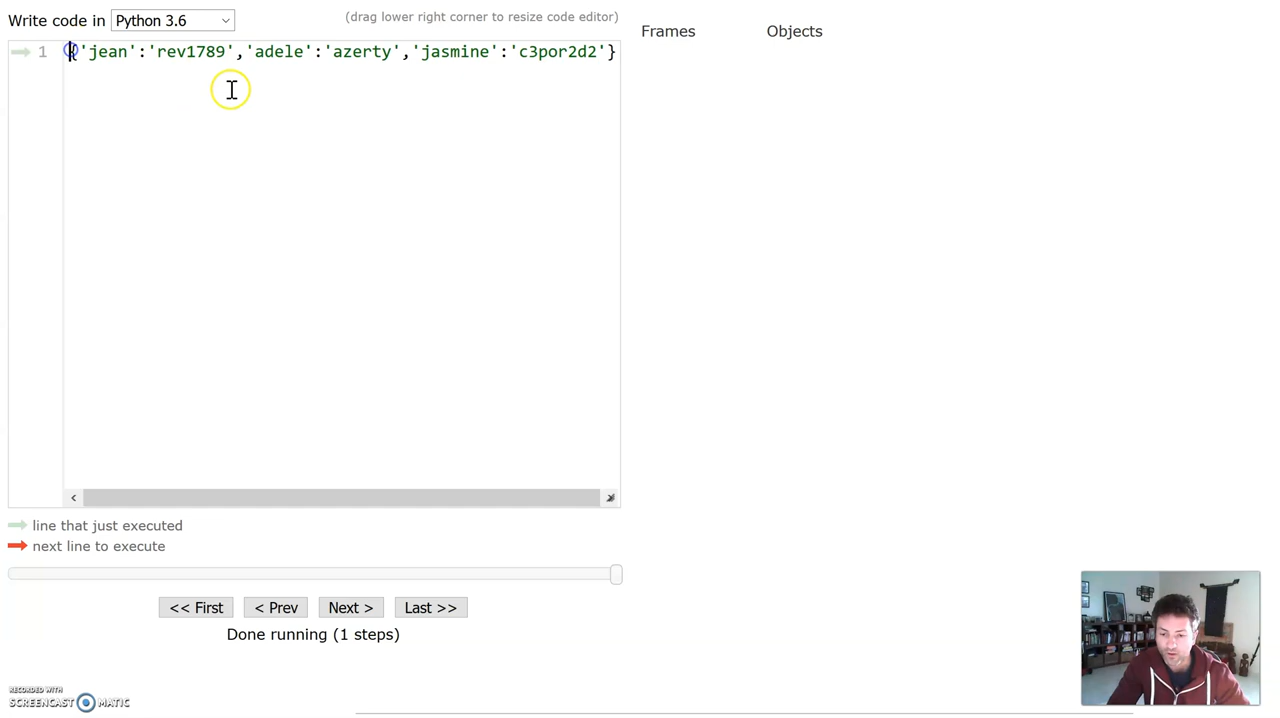 Write code in Python 3.6
(drag lower right corner to resize code editor)
Frames
Objects
1 {'jean':'rev1789','adele':'azerty','jasmine':'c3por2d2'}
line that just executed
next line to execute
<< First
< Prev
Next >
Last >>
Done running (1 steps)
RECORDED WITH
SCREENCAST MATIC